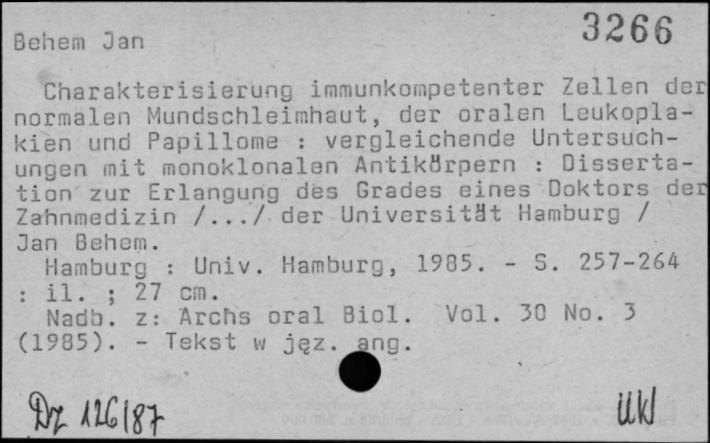 3266
Behem Jan
Charakterisierung immunkompetenter Zellen der
normalen Mundschleimhaut, der oralen Leukopla-
kien und Papillome : vergleichende Untersuch-
ungen mit monoklonalen Antikörpern : Disserta-
tion zur Erlangung des Grades eines Doktors der
Zahnmedizin /.../ der Universität Hamburg /
Jan Behem.
Hamburg : Univ. Hamburg, 1985. - S. 257-264
: il. ; 27 cm.
Nadb. z: Archs oral Biol. Vol. 30 No. 3
(1985). - Tekst w jęz. ang.
Dz 126/87 UW